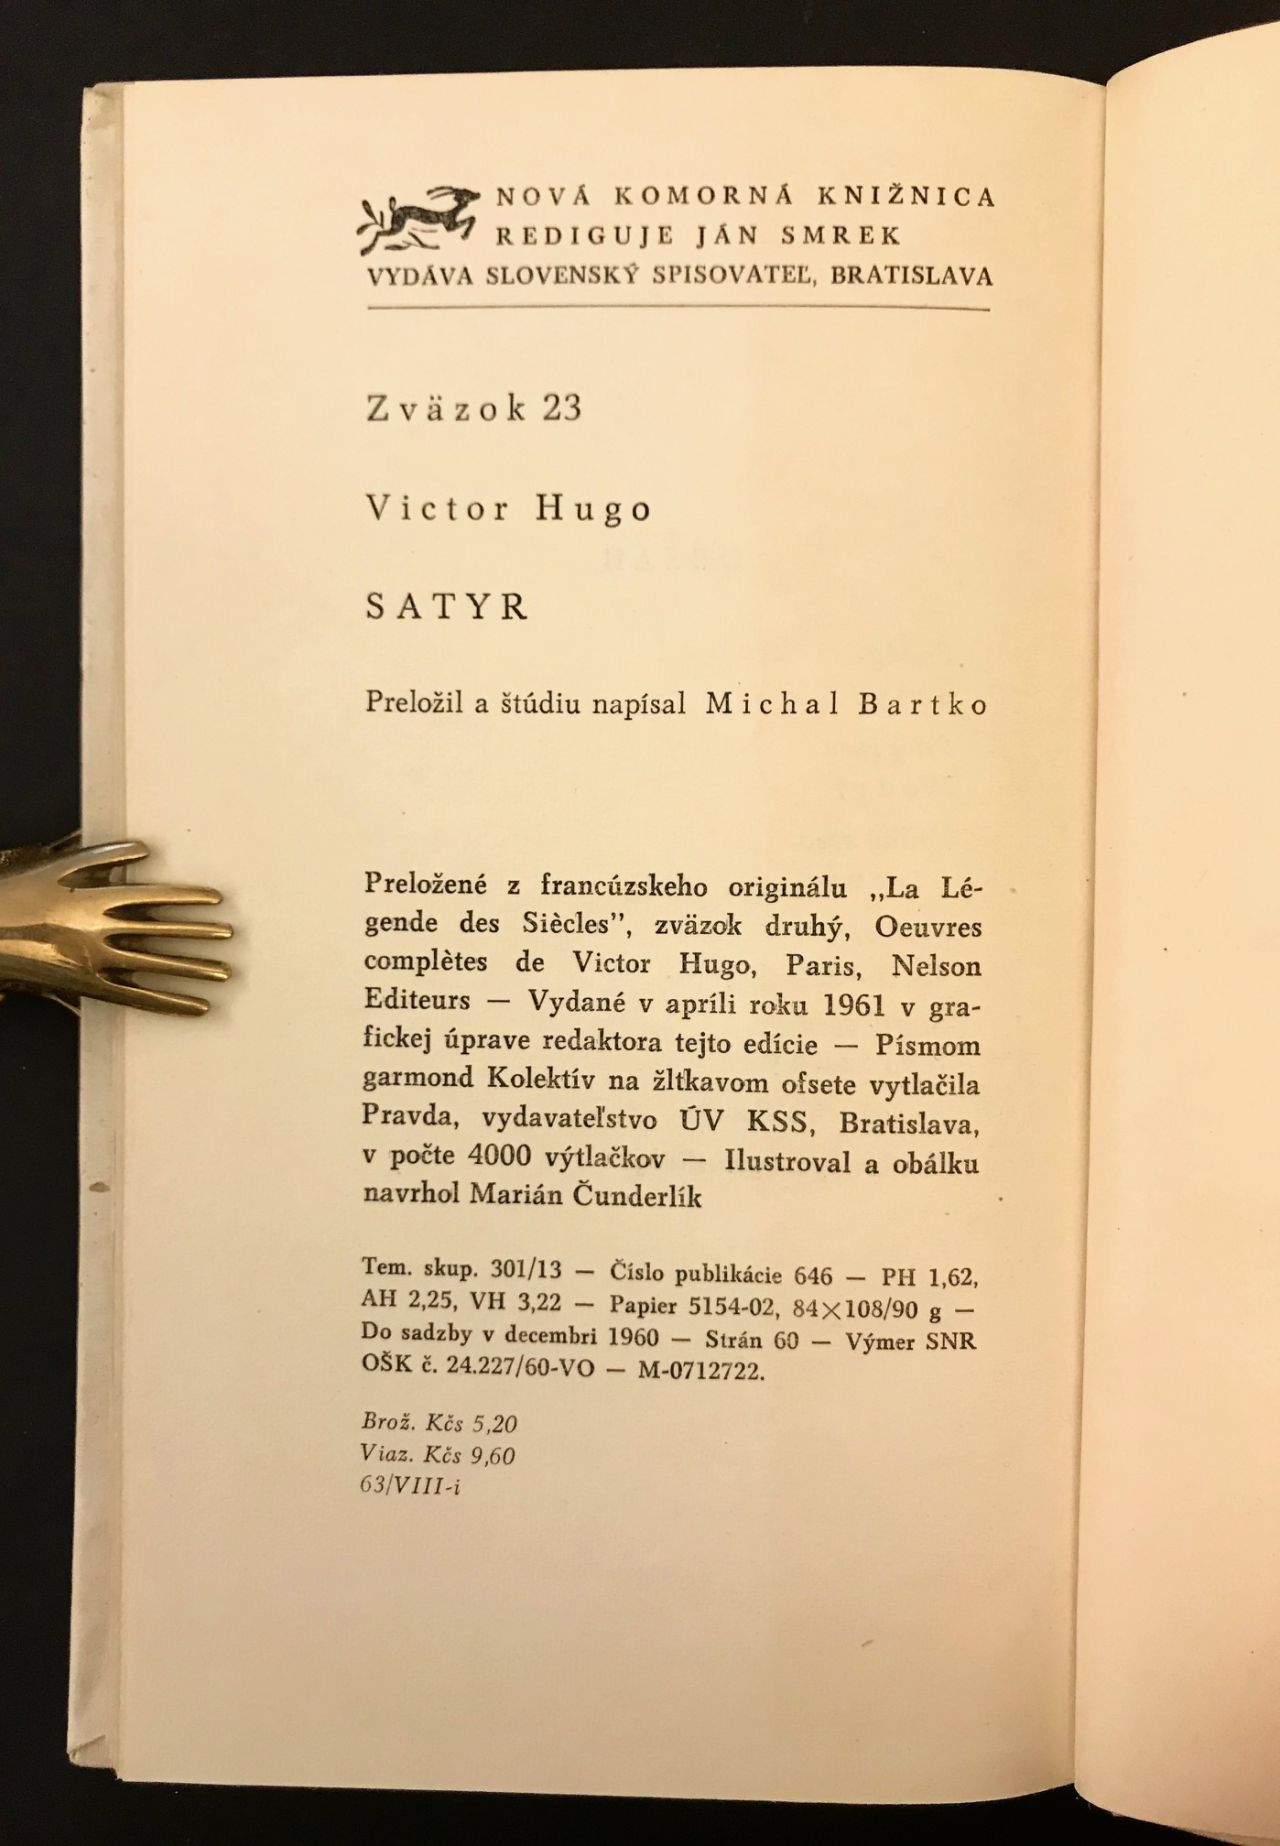 NOVÁ KOMORNÁ KNIŽNICA
REDIGUJE JÁN SMREK
VYDÁVA SLOVENSKÝ SPISOVATEĽ, BRATISLAVA
Zväzok 23
Victor Hugo
SATYR
Preložil a štúdiu napísal Michal Bartko
Preložené z francúzskeho originálu „La Lé-
gende des Siècles”, zväzok druhý, Oeuvres
complètes de Victor Hugo, Paris, Nelson
Editeurs — Vydané v apríli roku 1961 v gra-
fickej úprave redaktora tejto edície — Písmom
garmond Kolektív na žltkavom ofsete vytlačila
Pravda, vydavateľstvo ÚV KSS, Bratislava,
v počte 4000 výtlačkov — Ilustroval a obálku
navrhol Marián Čunderlík
Tem. skup. 301/13 — Číslo publikácie 646 — PH 1,62,
AH 2,25, VH 3,22 — Papier 5154-02, 84×108/90 g —
Do sadzby v decembri 1960 — Strán 60 — Výmer SNR
OŠK č. 24.227/60-VO — M-0712722.
Brož. Kčs 5,20
Viaz. Kčs 9,60
63/VIII-i